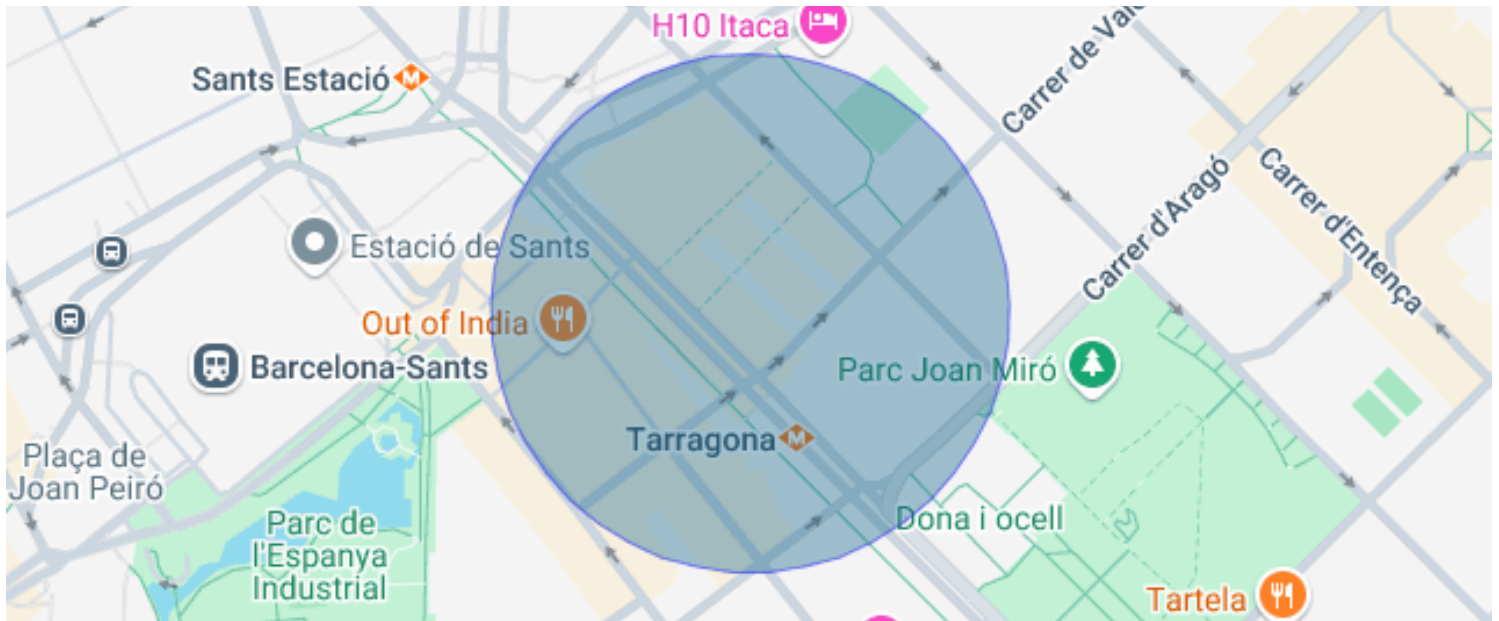 H10 Itaca
Sants Estació
Carrer de
Carrer d'Aragó
Carrer d'Entença
Estació de Sants
Out of India
Barcelona-Sants
Parc Joan Miró
Tarragona
Plaça de
Joan Peiró
Parc de
l'Espanya
Industrial
Dona i ocell
Tartela